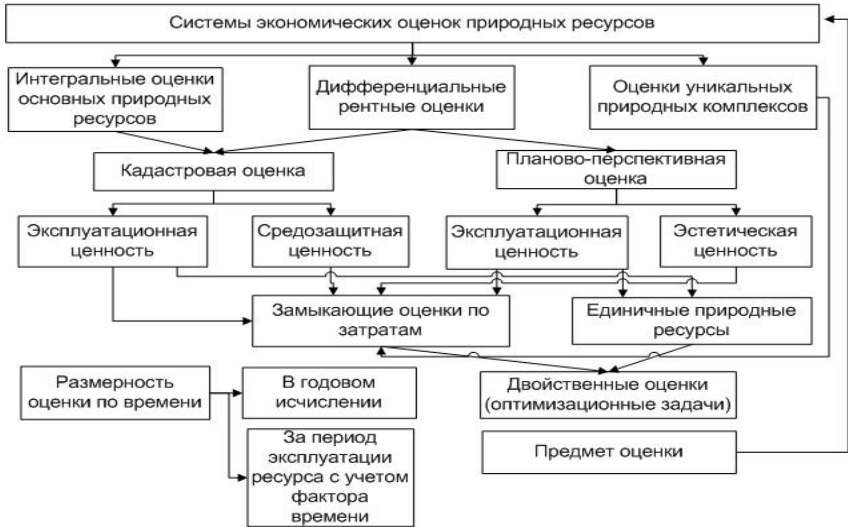 Системы экономических оценок природных ресурсов
Интегральные оценки
основных природных
ресурсов
Дифференциальные
рентные оценки
Оценки уникальных
природных комплексов
Кадастровая оценка
Планово-перспективная
оценка
Эксплуатационная
ценность
Средозащитная
ценность
Эксплуатационная
ценность
Эстетическая
ценность
Замыкающие оценки по
затратам
Единичные природные
ресурсы
Размерность
оценки по времени
В годовом
исчислении
Двойственные оценки
(оптимизационные задачи)
За период
эксплуатации
ресурса с учетом
фактора
времени
Предмет оценки